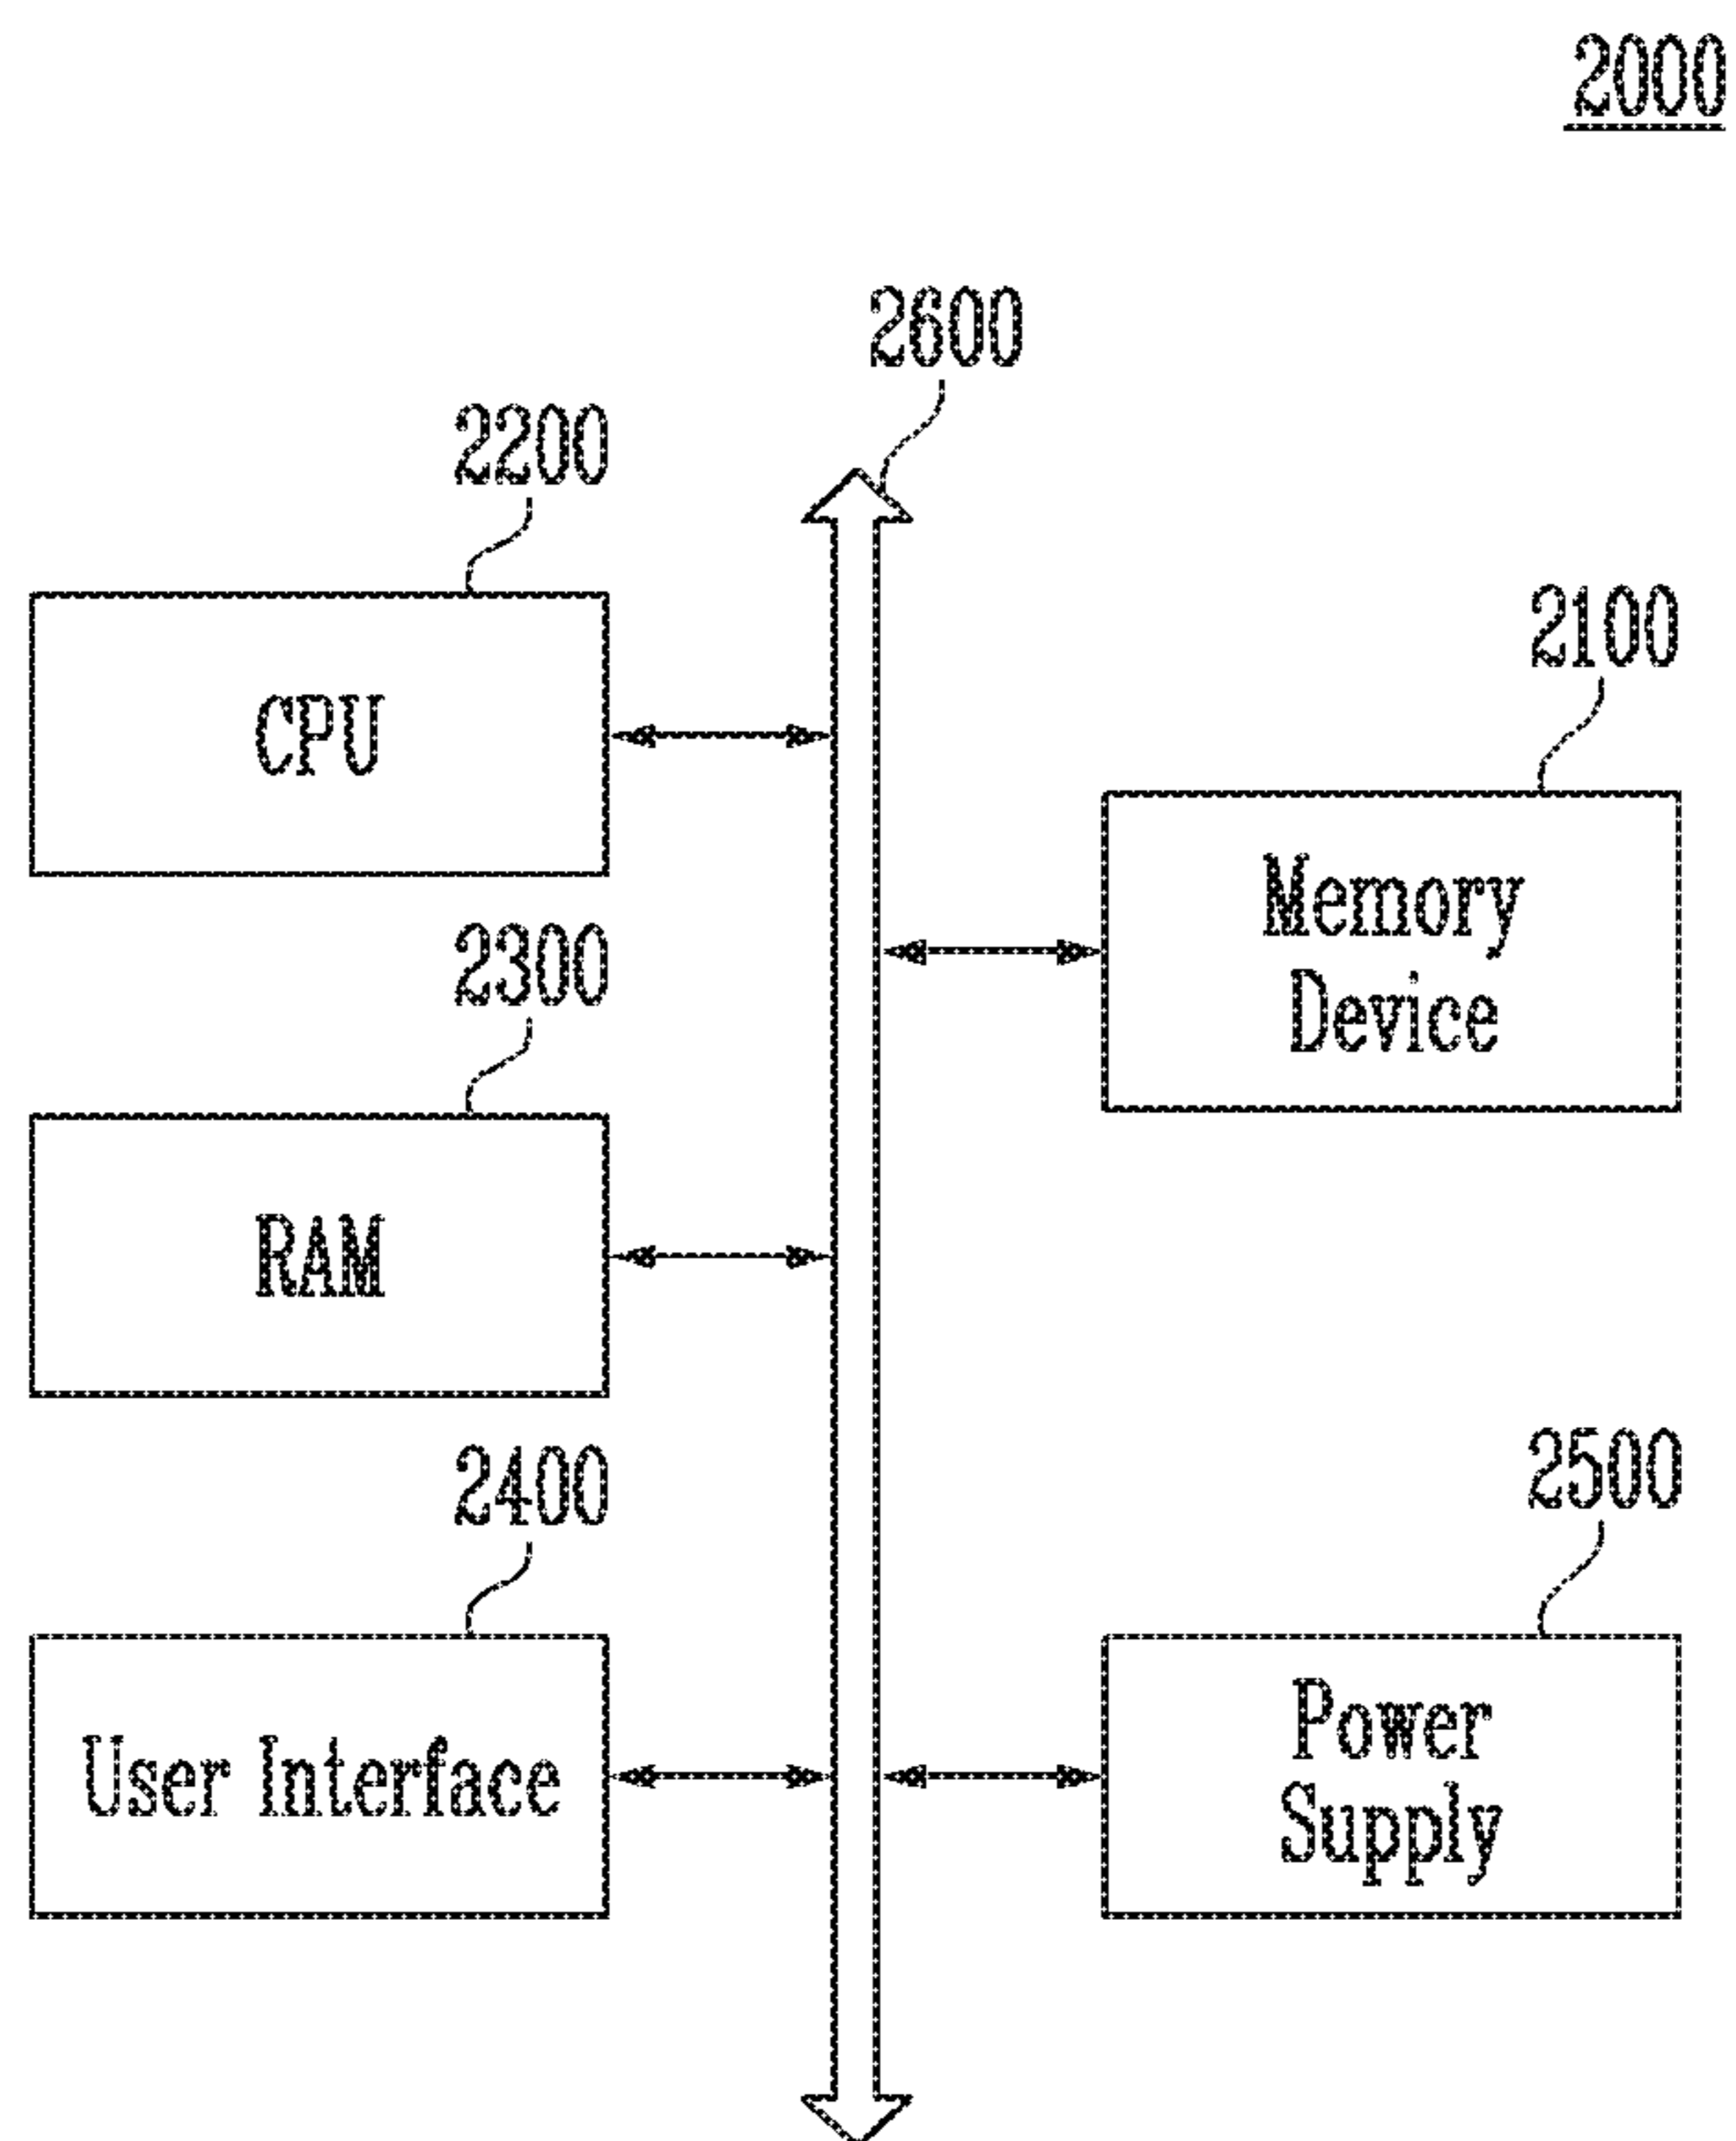 2000
2600
2200
CPU
2100
Memory
Device
2300
RAM
2400
User Interface
2500
Power
Supply